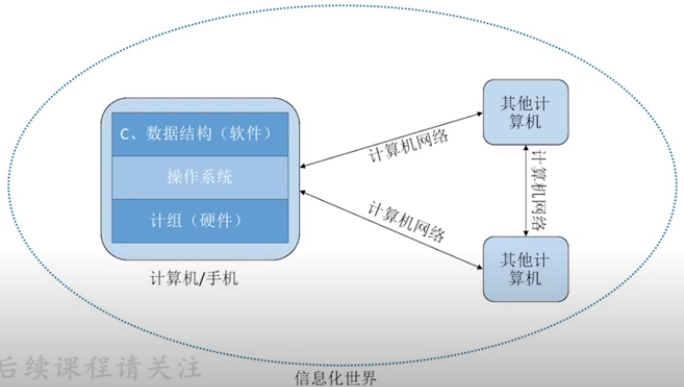 C、数据结构（软件）
操作系统
计组（硬件）
计算机/手机
计算机网络
计算机网络
其他计
算机
计算机网络
其他计
算机
后续课程请关注
信息化世界